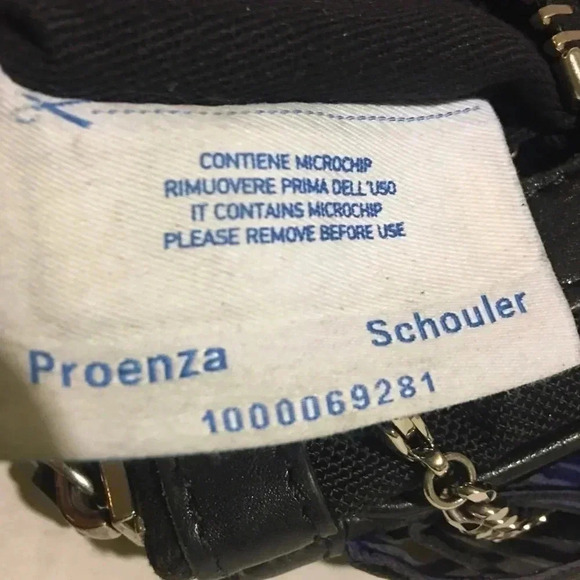 CONTIENE MICROCHIP
RIMUOVERE PRIMA DELL'USO
IT CONTAINS MICROCHIP
PLEASE REMOVE BEFORE USE
Proenza Schouler
1000069281